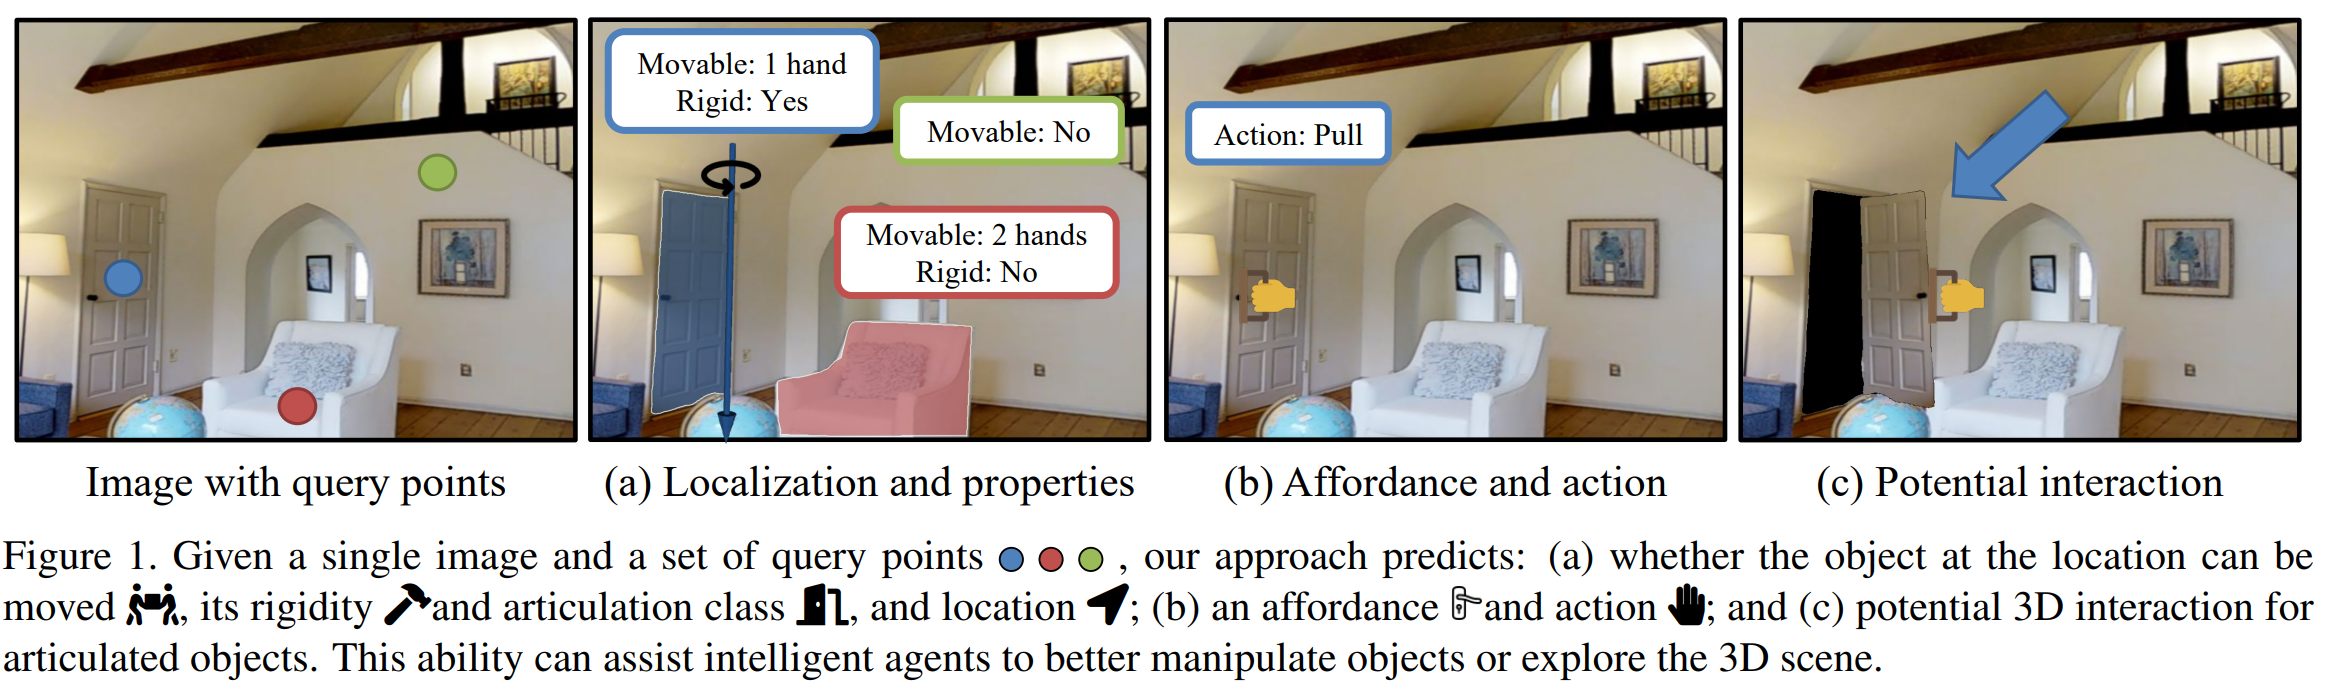 Movable: 1 hand
Rigid: Yes
Movable: No
Movable: 2 hands
Rigid: No
Action: Pull
Image with query points
(a) Localization and properties
(b) Affordance and action
(c) Potential interaction
Figure 1. Given a single image and a set of query points , our approach predicts: (a) whether the object at the location can be
moved , its rigidity and articulation class , and location ; (b) an affordance and action ; and (c) potential 3D interaction for
articulated objects. This ability can assist intelligent agents to better manipulate objects or explore the 3D scene.